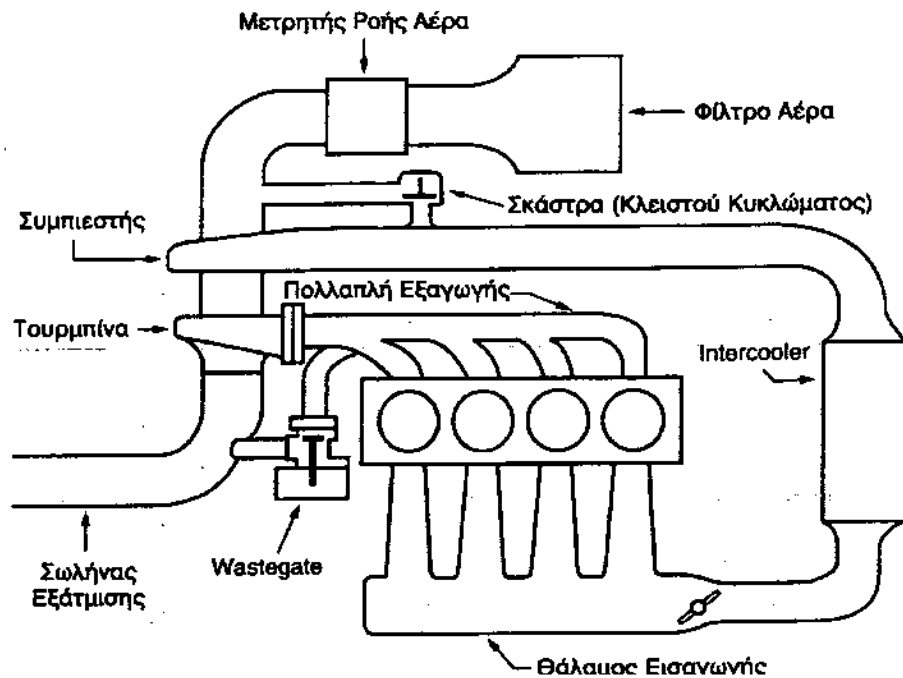 Μετρητής Ροής Αέρα
Φίλτρο Αέρα
Σκάστρα (Κλειστού Κυκλώματος)
Συμπιεστής
Πολλαπλή Εξαγωγής
Τουρμπίνα
Intercooler
Wastegate
Σωλήνας
Εξάτμισης
Θάλαμος Εισαγωγής